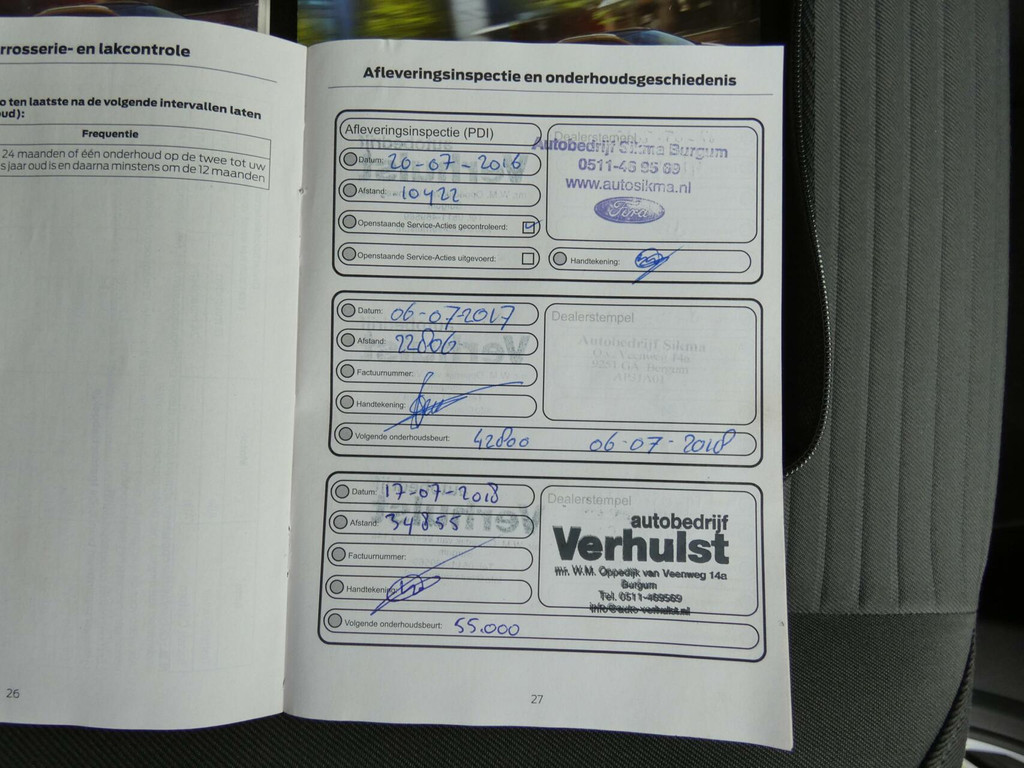 rrosserie- en lakcontrole
o ten laatste na de volgende intervallen laten
ud):
Frequentie
24 maanden of één onderhoud op de twee tot uw
s jaar oud is en daarna minstens om de 12 maanden
26
Afleveringsinspectie en onderhoudsgeschiedenis
Afleveringsinspectie (PDI)
Datum: 26-07-2016
Afstand: 10422
Openstaande Service-Acties gecontroleerd:
Openstaande Service-Acties uitgevoerd:
Dealerstempel
Autobedrijf Sikma Burgum
0511-46 95 69
www.autosikma.nl
Ford
Handtekening:
Datum: 06-07-2017
Afstand: 22806
Factuurnummer:
Handtekening:
Volgende onderhoudsbeurt: 42800 06-07-2018
Dealerstempel
Autobedrijf Sikma
Datum: 17-07-2018
Afstand: 34855
Factuurnummer:
Handtekening:
Volgende onderhoudsbeurt: 55.000
Dealerstempel
autobedrijf
Verhulst
mr. W.M. Oppedijk van Veenweg 14a
Burgum
Tel. 0511-469569
info@auto-verhulst.nl
27